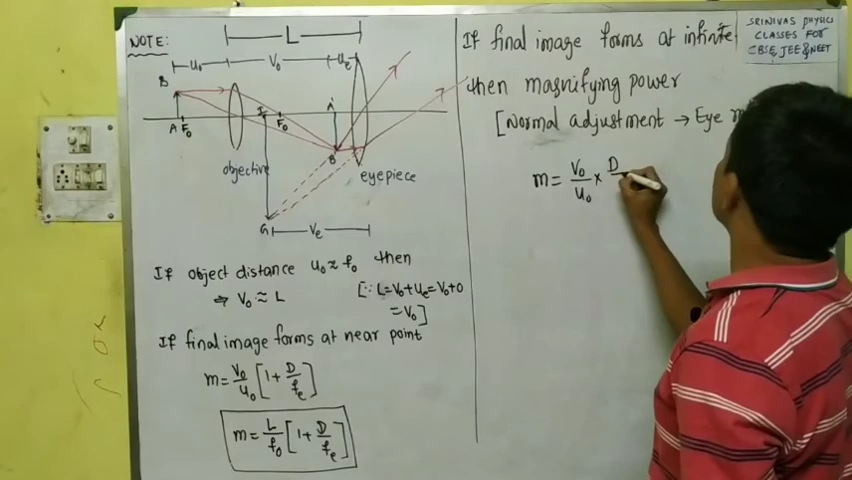 NOTE:
L
u₀ V₀ uₑ
B
A F₀ I F₀ A'
B'
objective eyepiece
G Vₑ
If object distance u₀ ≈ f₀ then
⇒ V₀ ≈ L [∵ L=V₀+uₑ=V₀+0
=V₀]
If final image forms at near point
m=V₀/u₀ [1+D/fₑ]
m=L/f₀ [1+D/fₑ]
If final image forms at infinite
then magnifying power
[Normal adjustment → Eye
m= V₀/u₀ × D
SRINIVAS PHYSICS
CLASSES FOR
CBSE, JEE & NEET